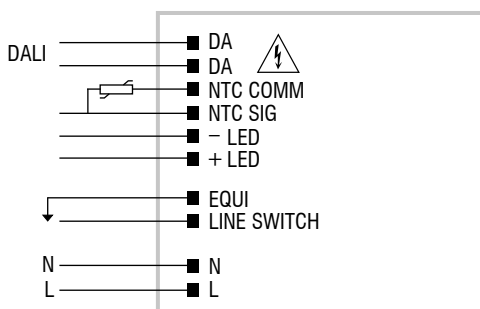 DALI
DA
DA
NTC COMM
NTC SIG
− LED
+ LED
EQUI
LINE SWITCH
N N
L L